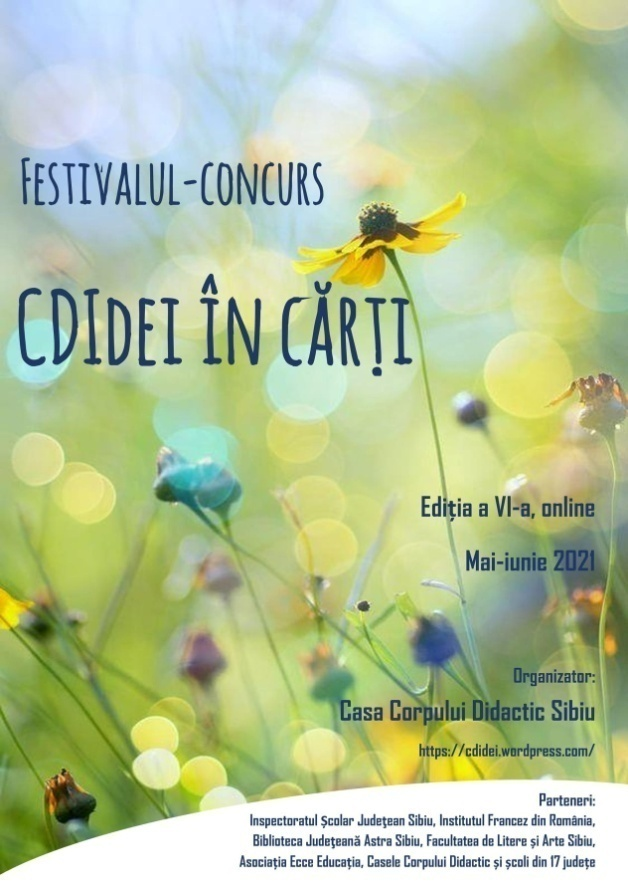 Festivalul-concurs
CDIdei în cărți
Ediția a VI-a, online
Mai-iunie 2021
Organizator:
Casa Corpului Didactic Sibiu
https://cdidei.wordpress.com/
Parteneri:
Inspectoratul Școlar Județean Sibiu, Institutul Francez din România,
Biblioteca Județeană Astra Sibiu, Facultatea de Litere și Arte Sibiu,
Asociația Ecce Educația, Casele Corpului Didactic și școli din 17 județe